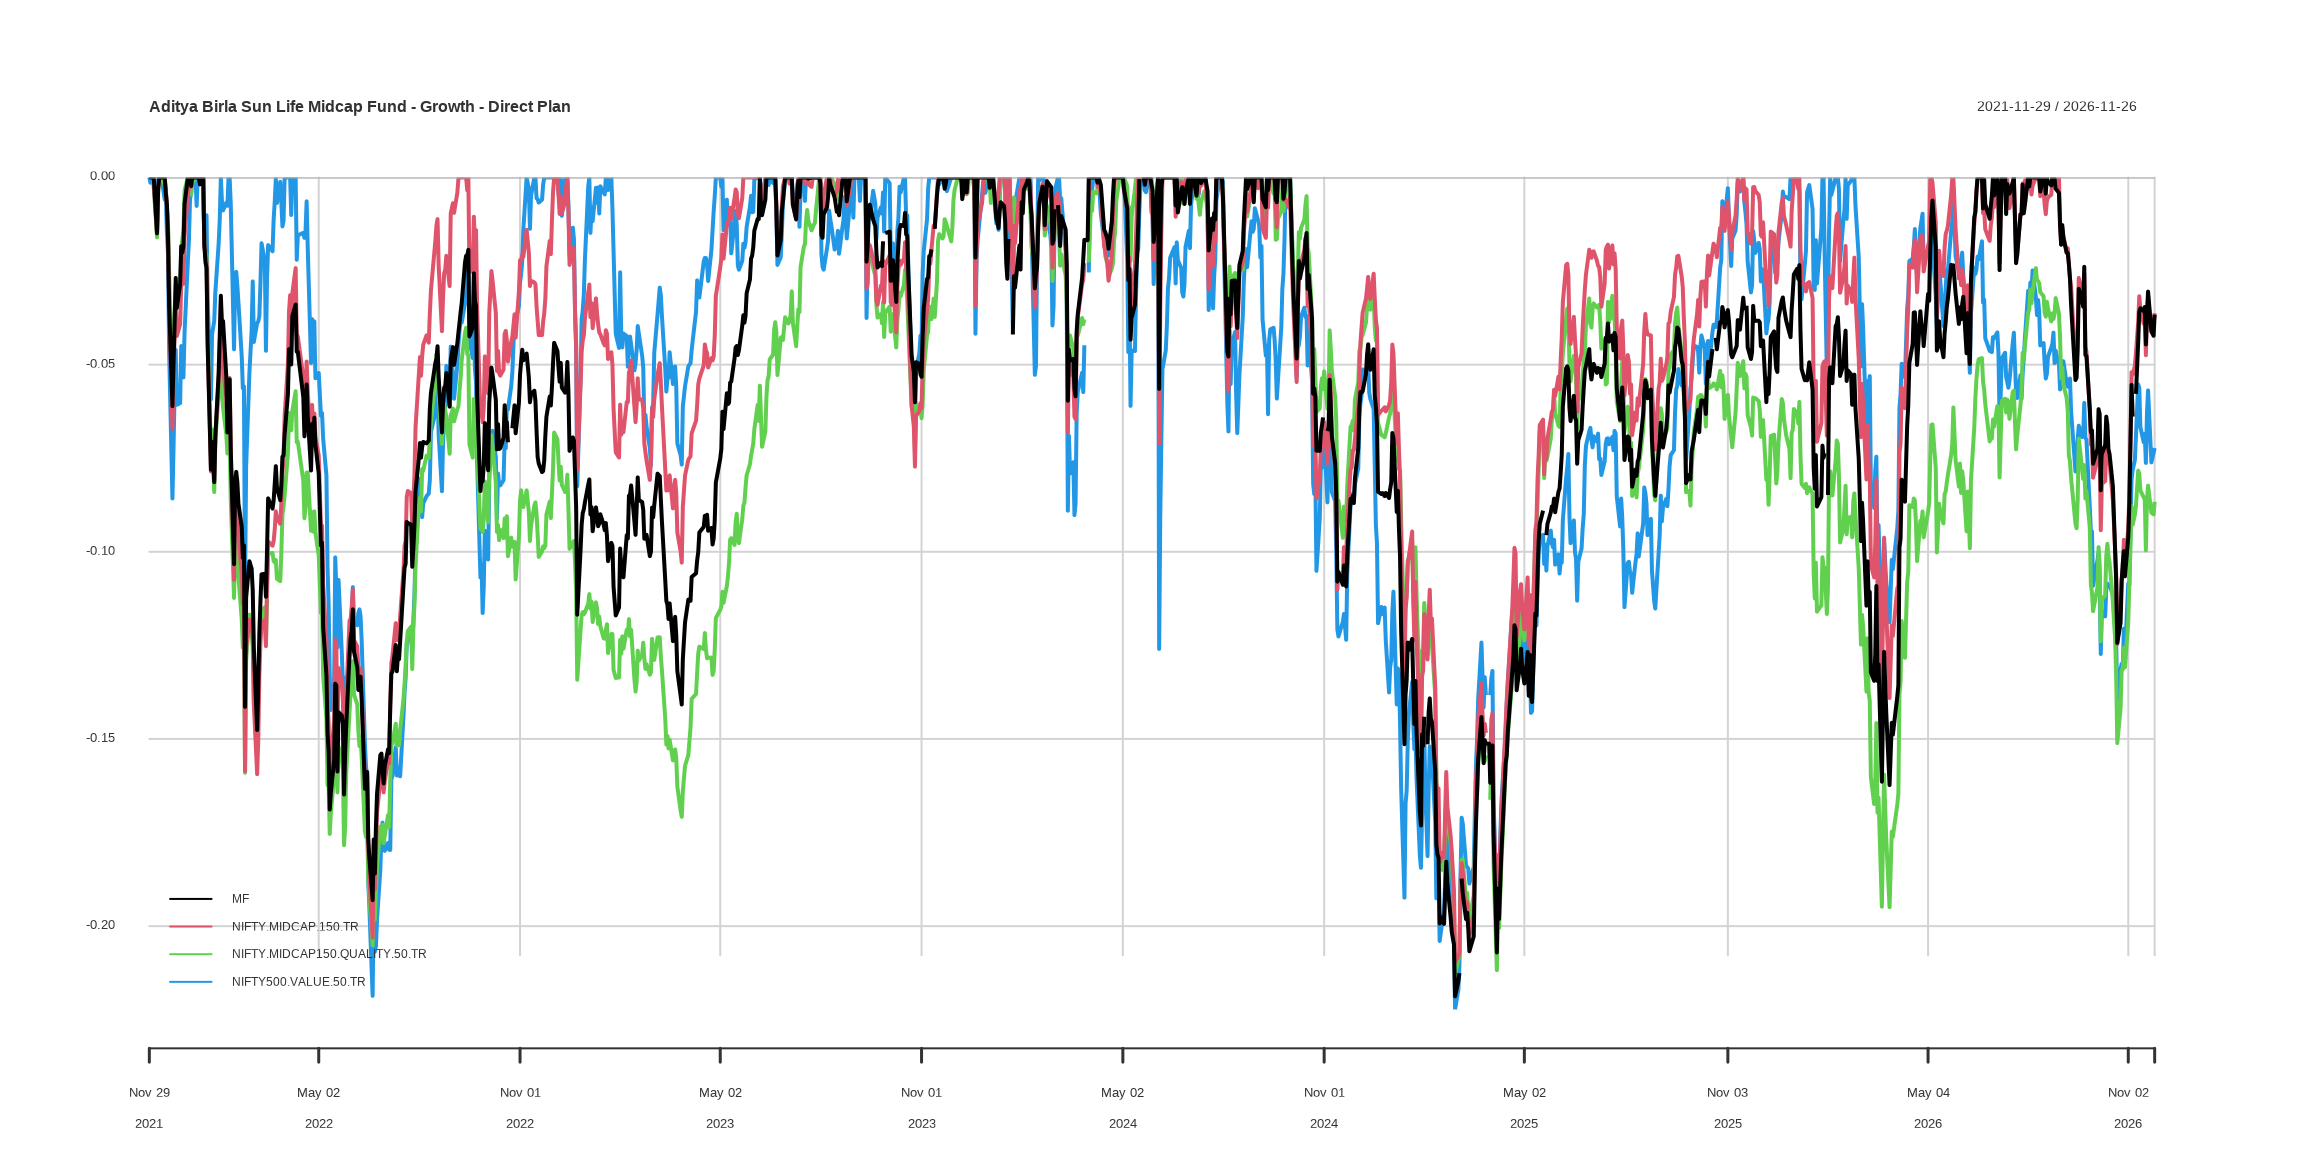 Aditya Birla Sun Life Midcap Fund - Growth - Direct Plan
2021-11-29 / 2026-11-26
0.00
-0.05
-0.10
-0.15
-0.20
MF
NIFTY.MIDCAP.150.TR
NIFTY.MIDCAP150.QUALITY.50.TR
NIFTY500.VALUE.50.TR
Nov 29 May 02 Nov 01 May 02 Nov 01 May 02 Nov 01 May 02 Nov 03 May 04 Nov 02
2021 2022 2022 2023 2023 2024 2024 2025 2025 2026 2026